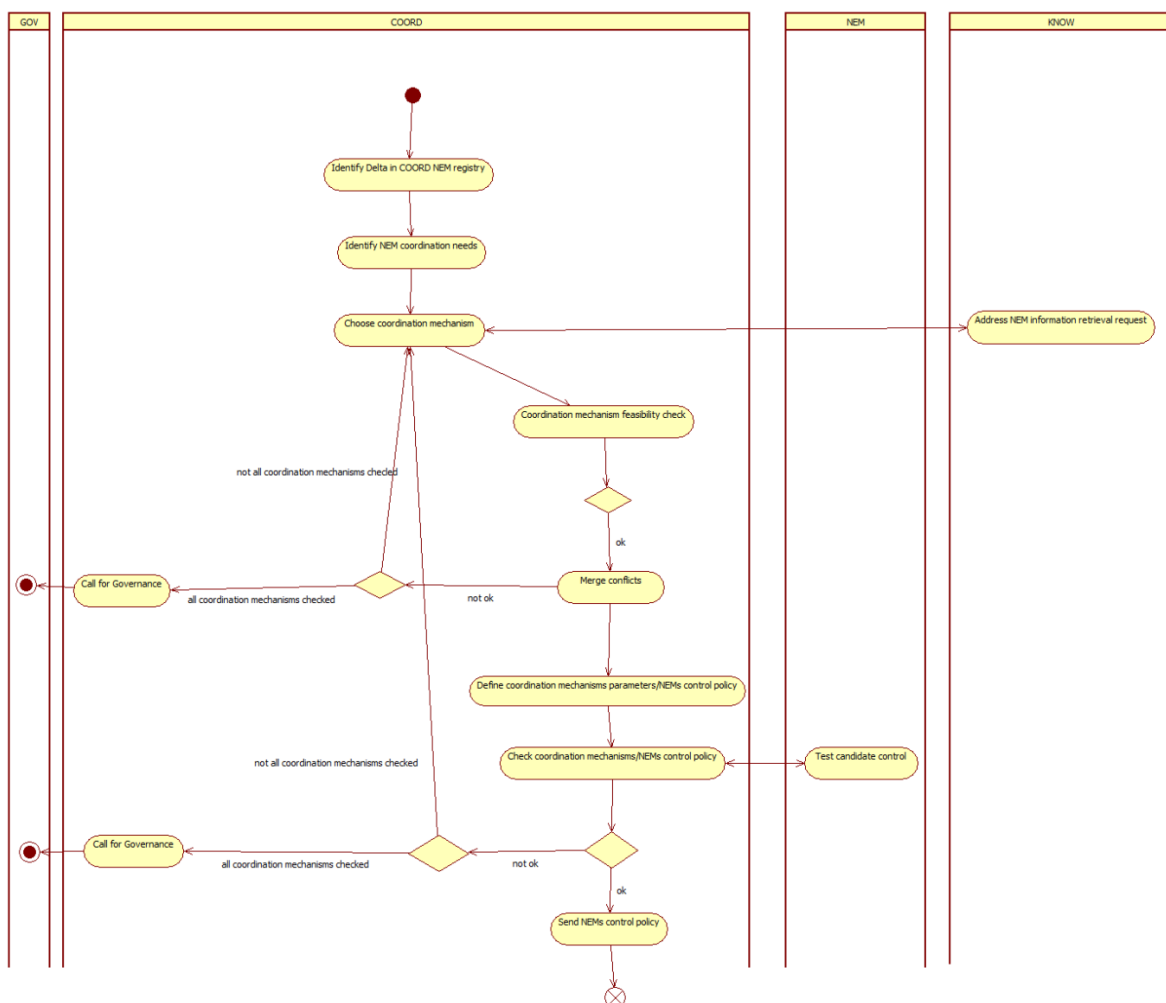 GOV
COORD
NEM
KNOW
Identify Delta in COORD NEM registry
Identify NEM coordination needs
Choose coordination mechanism
Address NEM information retrieval request
Coordination mechanism feasibility check
not all coordination mechanisms checked
ok
Call for Governance
Merge conflicts
all coordination mechanisms checked
not ok
Define coordination mechanisms parameters/NEMs control policy
Check coordination mechanisms/NEMs control policy
Test candidate control
not all coordination mechanisms checked
Call for Governance
all coordination mechanisms checked
not ok
ok
Send NEMs control policy